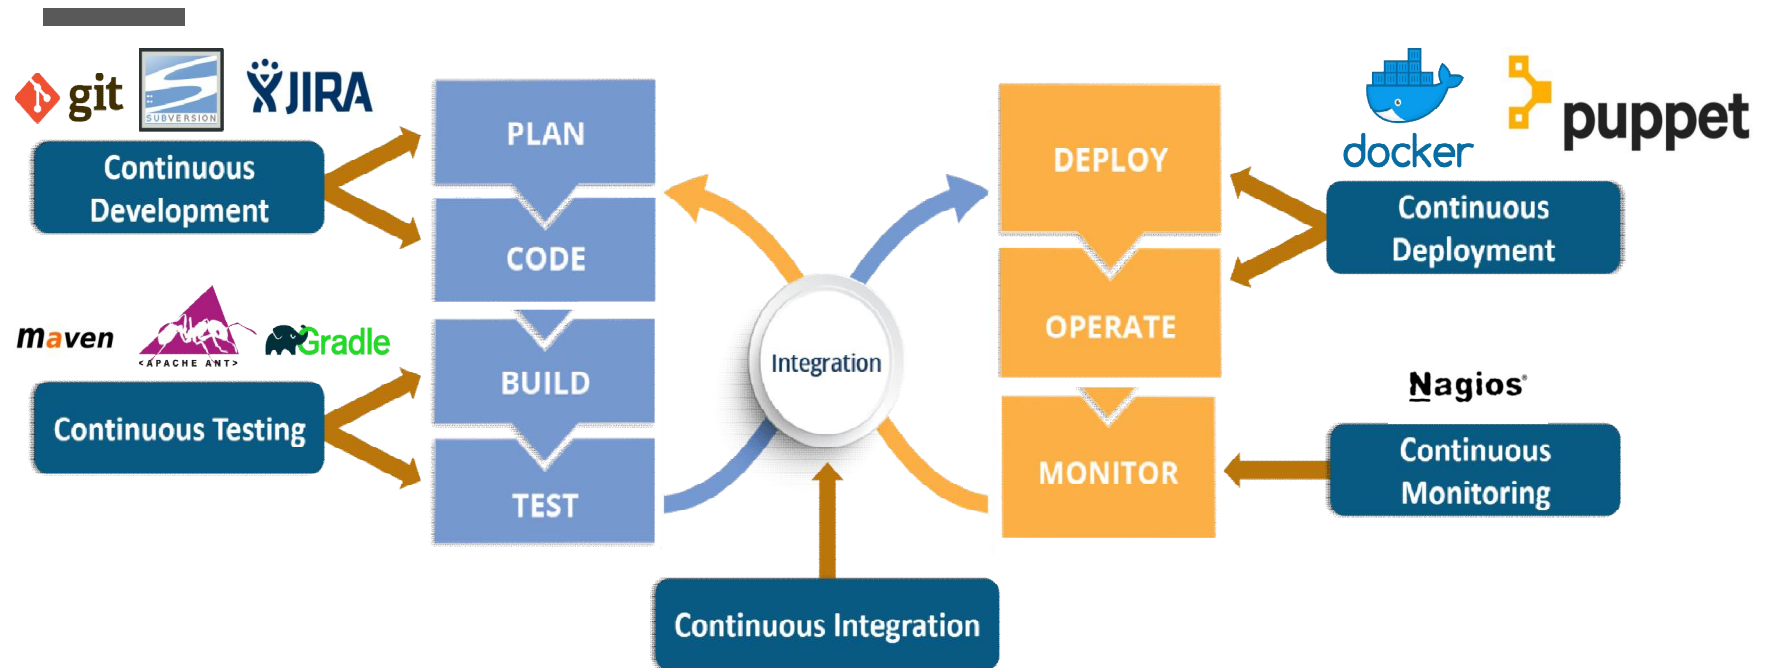 git
SUBVERSION
JIRA
Continuous
Development
PLAN
CODE
maven
<APACHE ANT>
Gradle
Continuous Testing
BUILD
TEST
Integration
Continuous Integration
DEPLOY
OPERATE
MONITOR
docker
puppet
Continuous
Deployment
Nagios®
Continuous
Monitoring